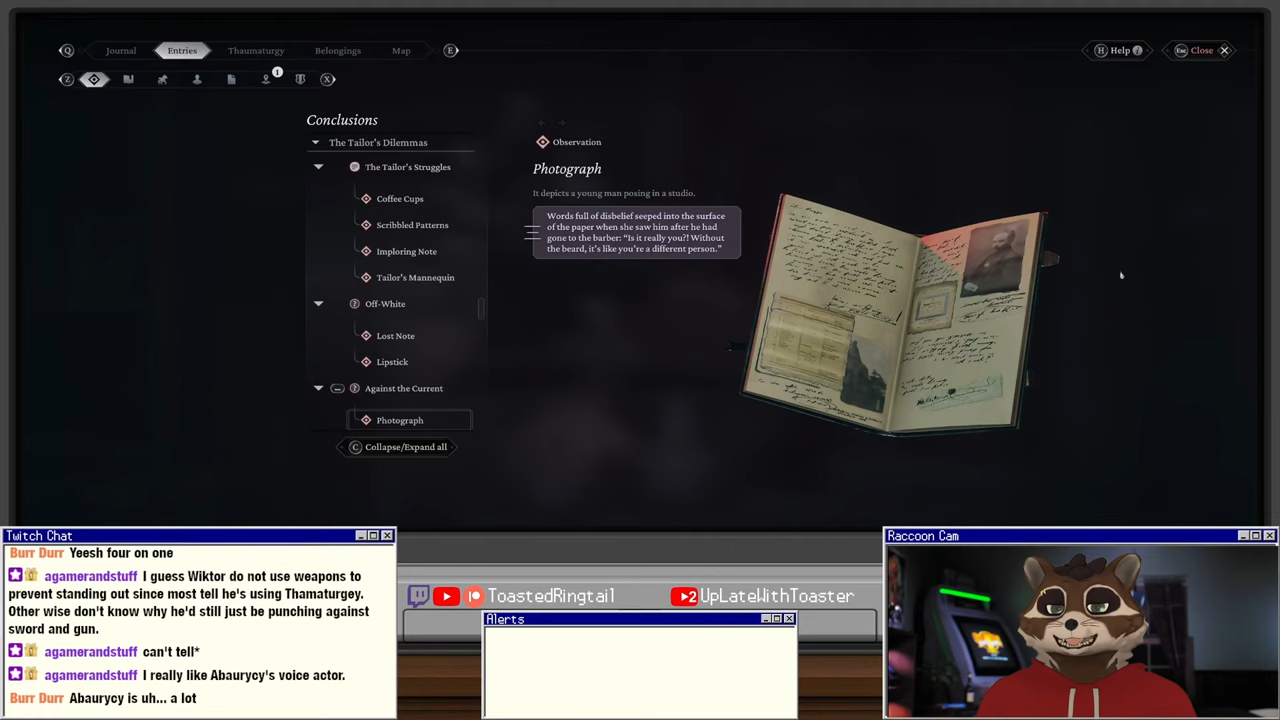 Q Journal Entries Thaumaturgy Belongings Map E
H Help i Esc Close
Z 1 X
Conclusions
The Tailor's Dilemmas
The Tailor's Struggles
Coffee Cups
Scribbled Patterns
Imploring Note
Tailor's Mannequin
Off-White
Lost Note
Lipstick
Against the Current
Photograph
C Collapse/Expand all
Observation
Photograph
It depicts a young man posing in a studio.
Words full of disbelief seeped into the surface
of the paper when she saw him after he had
gone to the barber: “Is it really you?! Without
the beard, it's like you're a different person.”
Twitch Chat
Burr Durr Yeesh four on one
agamerandstuff I guess Wiktor do not use weapons to
prevent standing out since most tell he's using Thamaturgey.
Other wise don't know why he'd still just be punching against
sword and gun.
agamerandstuff can't tell*
agamerandstuff I really like Abaurycy's voice actor.
Burr Durr Abaurycy is uh... a lot
ToastedRingtail
2 UpLateWithToaster
Alerts
Raccoon Cam